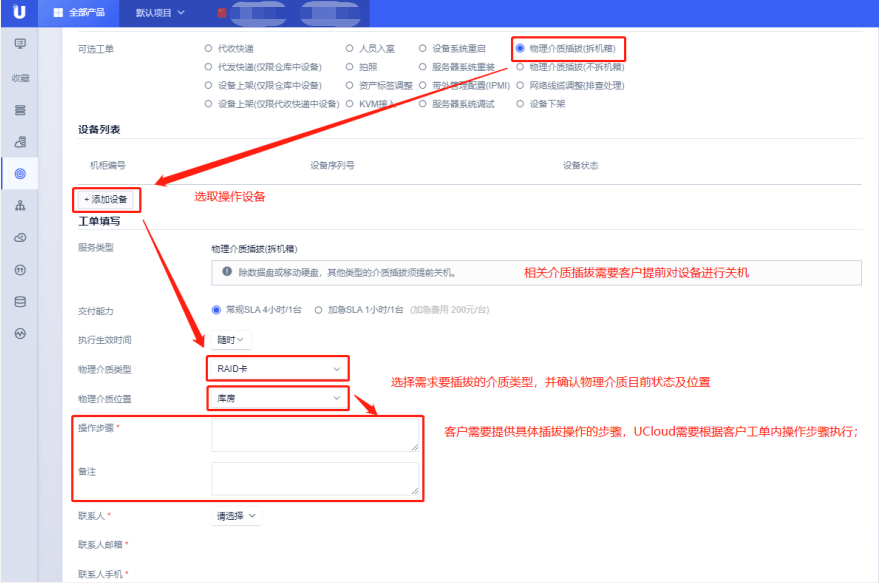 全部产品 默认项目
收藏
可选工单 代收快递 人员入室 设备系统重启 物理介质插拔(拆机箱)
代发快递(仅限仓库中设备) 拍照 服务器系统重装 物理介质插拔(不拆机箱)
设备上架(仅限仓库中设备) 资产标签调整 带外管理配置(IPMI) 网络线缆调整(排查处理)
设备上架(仅限代收快递中设备) KVM接入 服务器系统调试 设备下架
设备列表
机柜编号 设备序列号 设备状态
+ 添加设备 选取操作设备
工单填写
服务类型 物理介质插拔(拆机箱)
除数据盘或移动硬盘，其他类型的介质插拔须提前关机。 相关介质插拔需要客户提前对设备进行关机
交付能力 常规SLA 4小时/1台 加急SLA 1小时/1台 (加急费用 200元/台)
执行生效时间 随时
物理介质类型 RAID卡
选择需求要插拔的介质类型，并确认物理介质目前状态及位置
物理介质位置 库房
操作步骤 * 客户需要提供具体插拔操作的步骤，UCloud需要根据客户工单内操作步骤执行；
备注
联系人 * 请选择
联系人邮箱 *
联系人手机 *